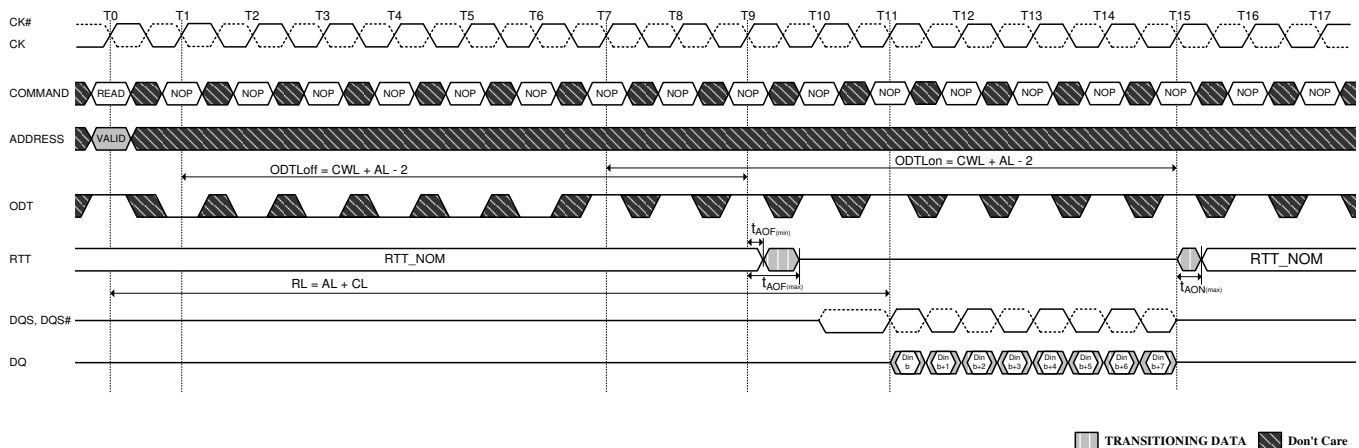 T0 T1 T2 T3 T4 T5 T6 T7 T8 T9 T10 T11 T12 T13 T14 T15 T16 T17
CK#
CK
COMMAND READ NOP NOP NOP NOP NOP NOP NOP NOP NOP NOP NOP NOP NOP NOP NOP NOP NOP
ADDRESS VALID
ODTLoff = CWL + AL - 2
ODTLon = CWL + AL - 2
ODT
tAOF(min)
RTT RTT_NOM RTT_NOM
tAOF(max)
tAON(max)
RL = AL + CL
DQS, DQS#
DQ Din b Din b+1 Din b+2 Din b+3 Din b+4 Din b+5 Din b+6 Din b+7
TRANSITIONING DATA Don't Care